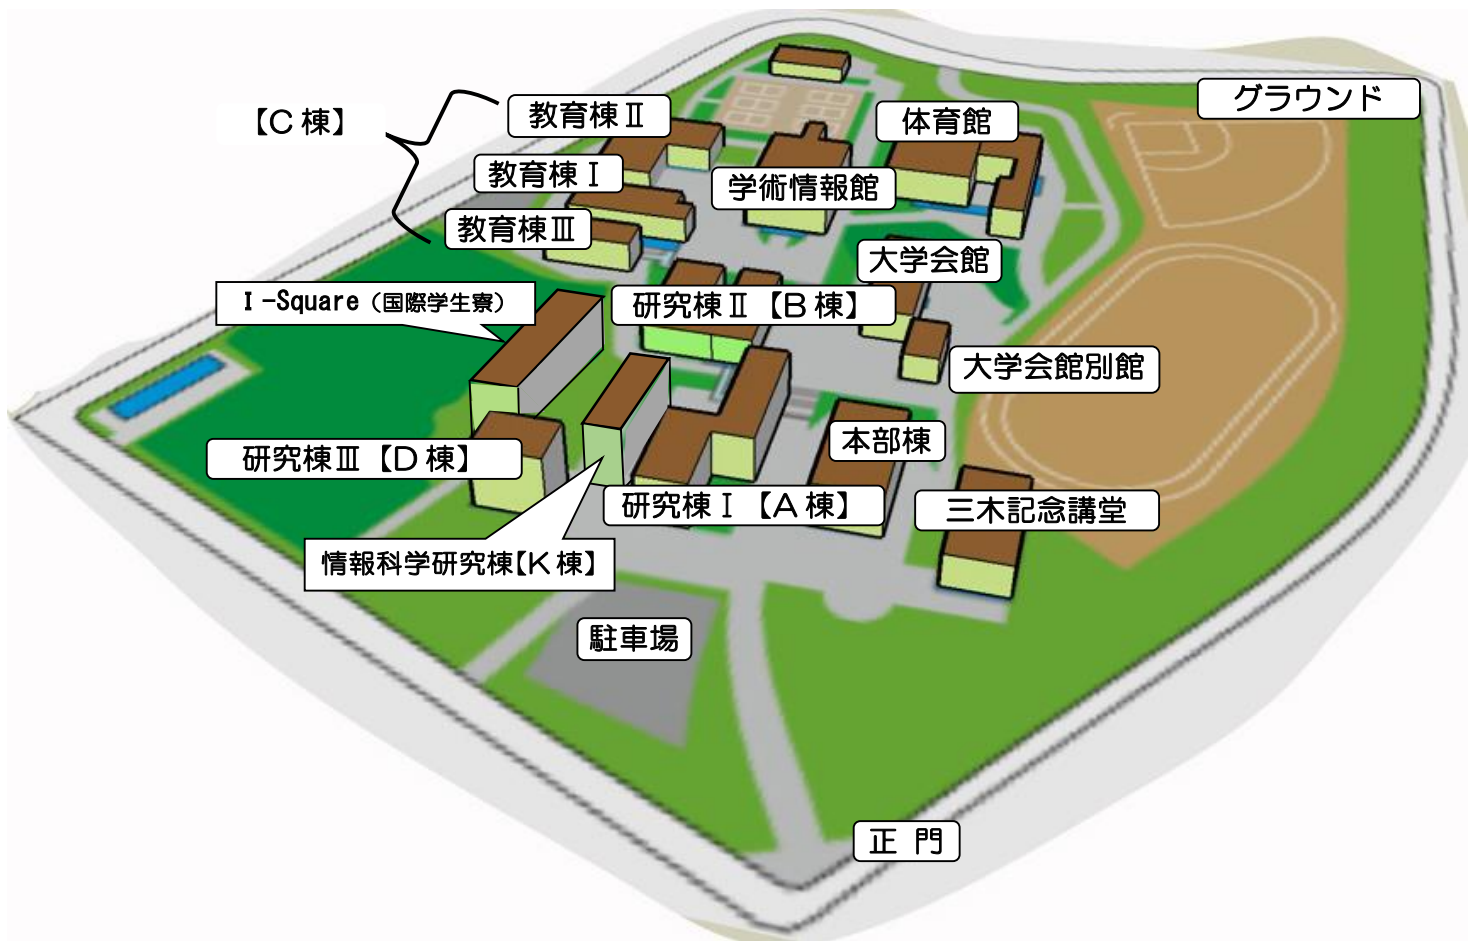 グラウンド
【C棟】
教育棟Ⅱ
体育館
教育棟Ⅰ
学術情報館
教育棟Ⅲ
大学会館
I-Square（国際学生寮）
研究棟Ⅱ【B棟】
大学会館別館
本部棟
研究棟Ⅲ【D棟】
研究棟Ⅰ【A棟】
三木記念講堂
情報科学研究棟【K棟】
駐車場
正門